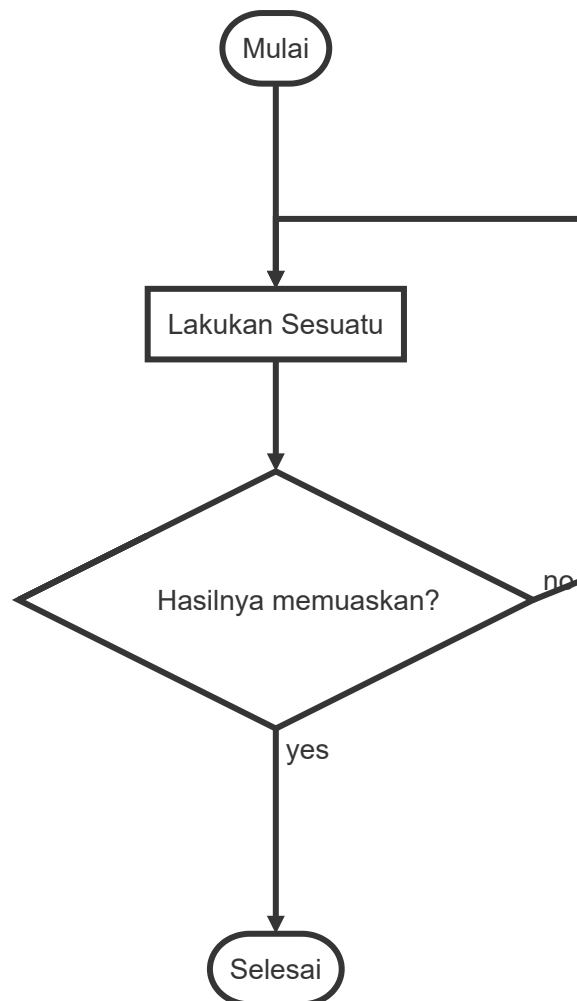 Mulai
Lakukan Sesuatu
Hasilnya memuaskan?
no
yes
Selesai